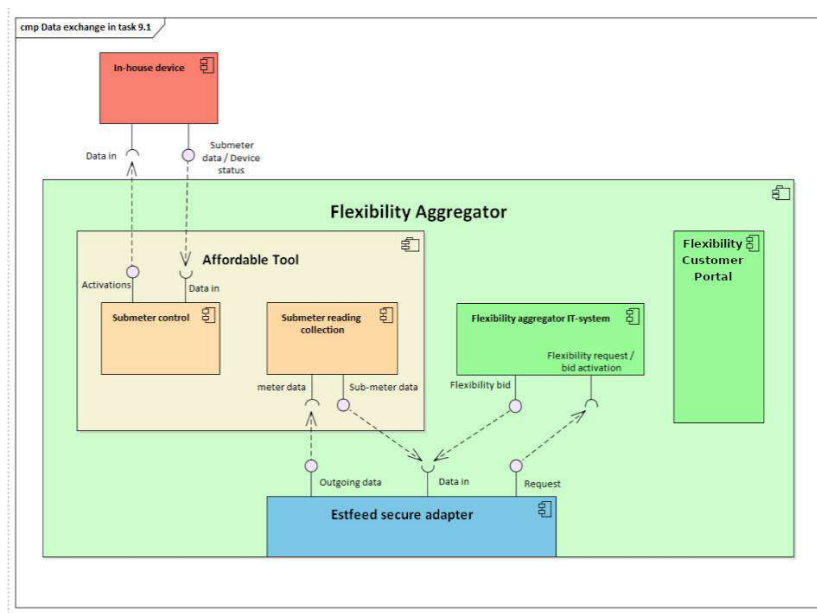 cmp Data exchange in task 9.1
In-house device
Data in
Submeter
data / Device
status
Flexibility Aggregator
Affordable Tool
Flexibility
Customer
Portal
Activations
Data in
Submeter control
Submeter reading
collection
Flexibility aggregator IT-system
Flexibility request /
bid activation
meter data
Sub-meter data
Flexibility bid
Outgoing data
Data in
Request
Estfeed secure adapter